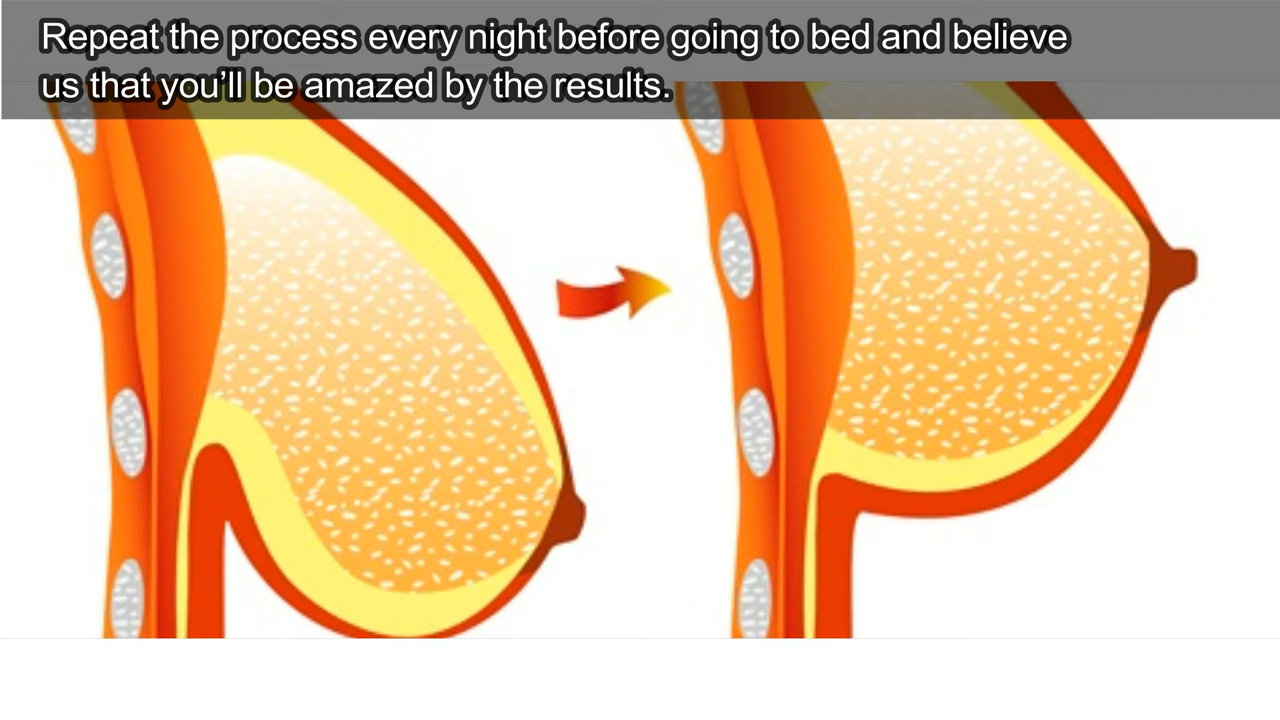 Repeat the process every night before going to bed and believe
us that you’ll be amazed by the results.